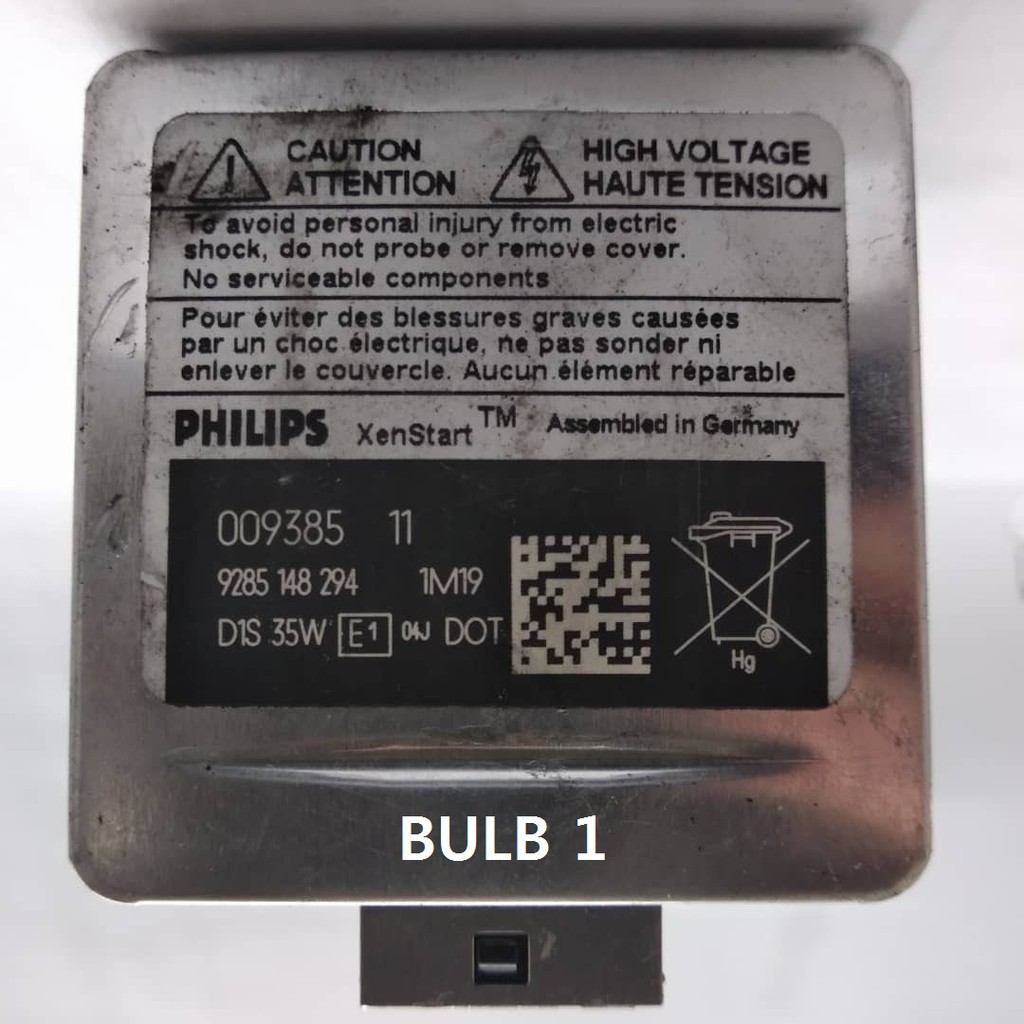 CAUTION
ATTENTION
HIGH VOLTAGE
HAUTE TENSION
To avoid personal injury from electric
shock, do not probe or remove cover.
No serviceable components
Pour éviter des blessures graves causées
par un choc électrique, ne pas sonder ni
enlever le couvercle. Aucun élément réparable
PHILIPS XenStart™ Assembled in Germany
009385 11
9285 148 294 1M19
D1S 35W E1 04J DOT
Hg
BULB 1